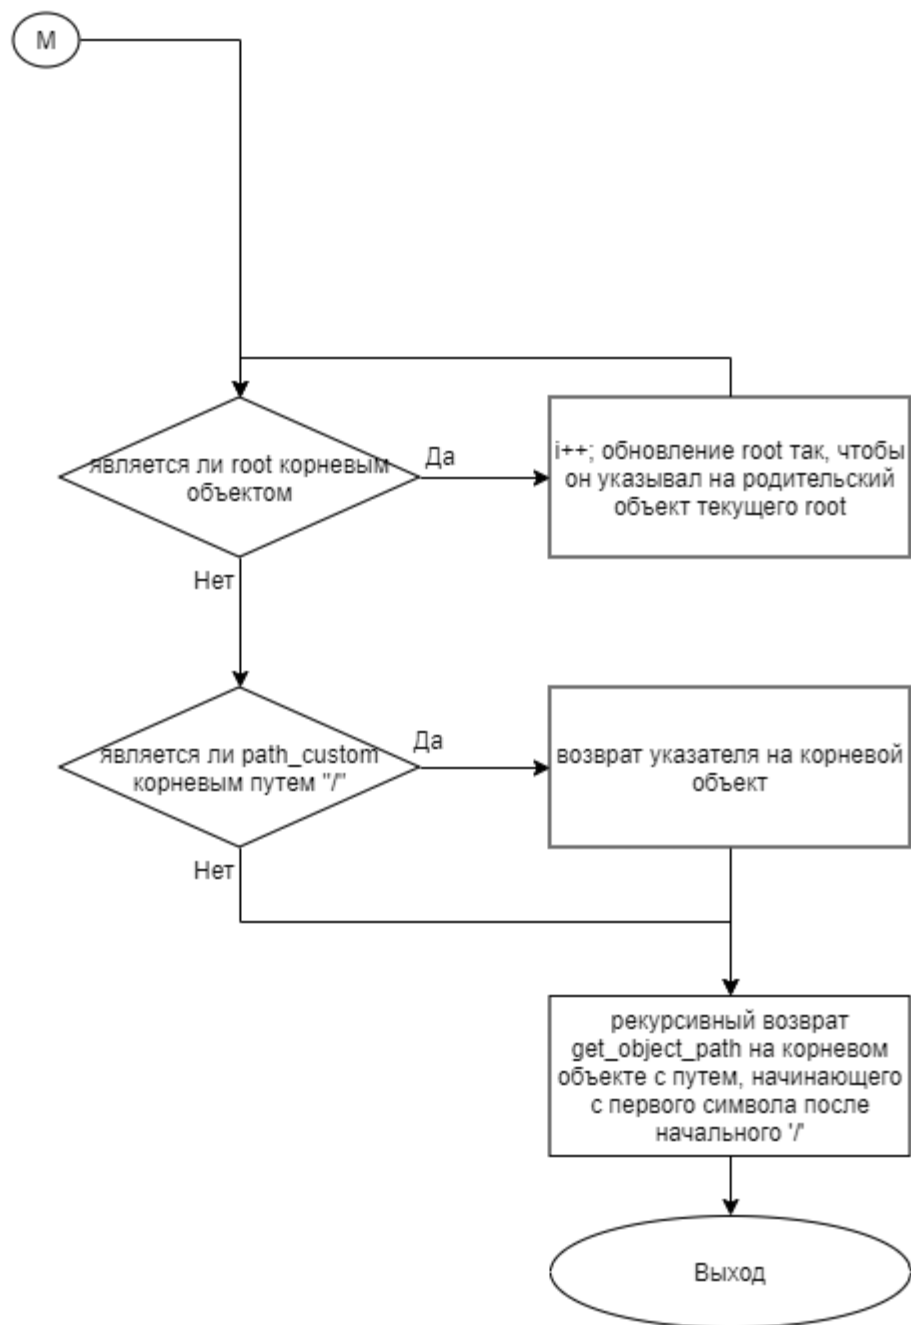 М
является ли root корневым
объектом
Да
i++; обновление root так, чтобы
он указывал на родительский
объект текущего root
Нет
является ли path_custom
корневым путем "/"
Да
возврат указателя на корневой
объект
Нет
рекурсивный возврат
get_object_path на корневом
объекте с путем, начинающего
с первого символа после
начального '/'
Выход